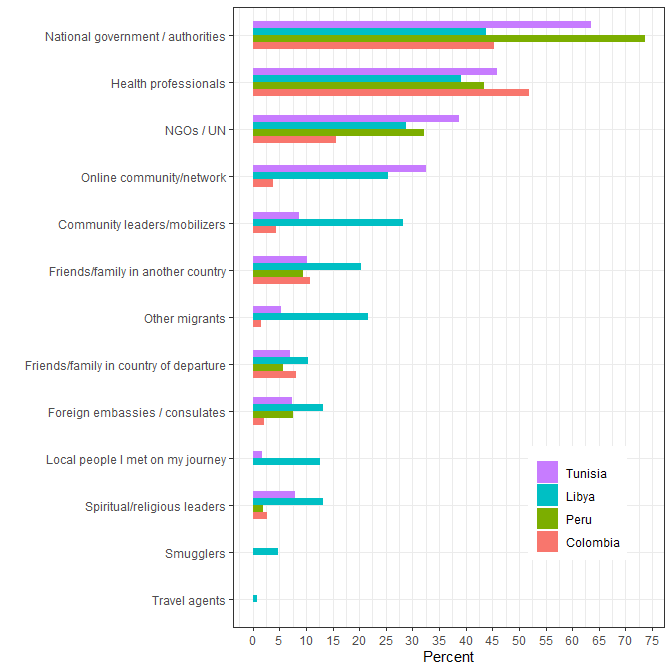 National government / authorities
Health professionals
NGOs / UN
Online community/network
Community leaders/mobilizers
Friends/family in another country
Other migrants
Friends/family in country of departure
Foreign embassies / consulates
Local people I met on my journey
Spiritual/religious leaders
Smugglers
Travel agents
Tunisia
Libya
Peru
Colombia
0 5 10 15 20 25 30 35 40 45 50 55 60 65 70 75
Percent